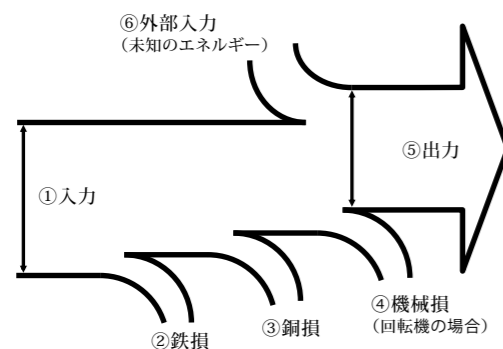 ⑥外部入力
（未知のエネルギー）
①入力
⑤出力
②鉄損
③銅損
④機械損
（回転機の場合）